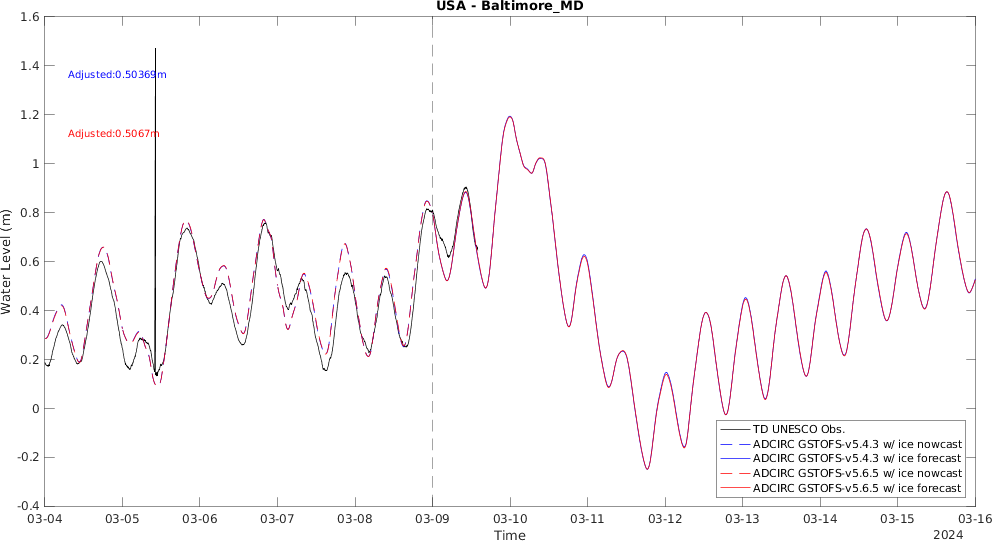 USA - Baltimore_MD
1.6
1.4
1.2
1
0.8
0.6
0.4
0.2
0
-0.2
-0.4
Water Level (m)
Adjusted:0.50369m
Adjusted:0.5067m
TD UNESCO Obs.
ADCIRC GSTOFS-v5.4.3 w/ ice nowcast
ADCIRC GSTOFS-v5.4.3 w/ ice forecast
ADCIRC GSTOFS-v5.6.5 w/ ice nowcast
ADCIRC GSTOFS-v5.6.5 w/ ice forecast
03-04 03-05 03-06 03-07 03-08 03-09 03-10 03-11 03-12 03-13 03-14 03-15 03-16
Time
2024